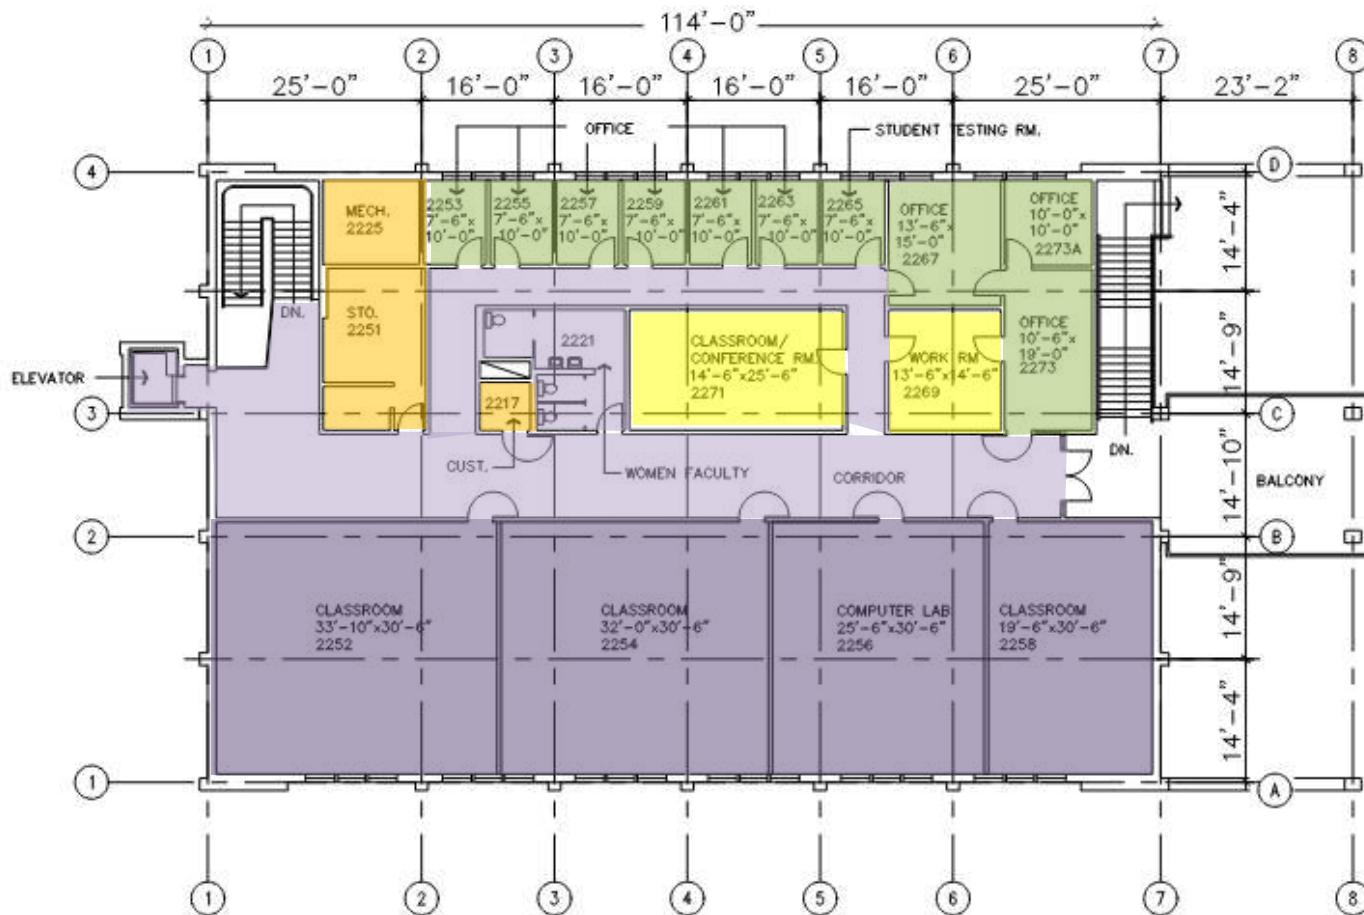 114'-0"
1
2
3
4
5
6
7
8
25'-0"
16'-0"
16'-0"
16'-0"
16'-0"
25'-0"
23'-2"
OFFICE
STUDENT TESTING RM.
4
D
MECH.
2225
2253
7'-6"x
10'-0"
2255
7'-6"x
10'-0"
2257
7'-6"x
10'-0"
2259
7'-6"x
10'-0"
2261
7'-6"x
10'-0"
2263
7'-6"x
10'-0"
2265
7'-6"x
10'-0"
OFFICE
13'-6"x
15'-0"
2267
OFFICE
10'-0"x
10'-0"
2273A
14'-4"
DN.
STO.
2251
2221
CLASSROOM/
CONFERENCE RM.
14'-6"x25'-6"
2271
WORK RM
13'-6"x14'-6"
2269
OFFICE
10'-6"x
19'-0"
2273
14'-9"
ELEVATOR
3
2217
C
CUST.
WOMEN FACULTY
CORRIDOR
DN.
14'-10"
BALCONY
2
B
CLASSROOM
33'-10"x30'-6"
2252
CLASSROOM
32'-0"x30'-6"
2254
COMPUTER LAB
25'-6"x30'-6"
2256
CLASSROOM
19'-6"x30'-6"
2258
14'-9"
14'-4"
1
A
1
2
3
4
5
6
7
8